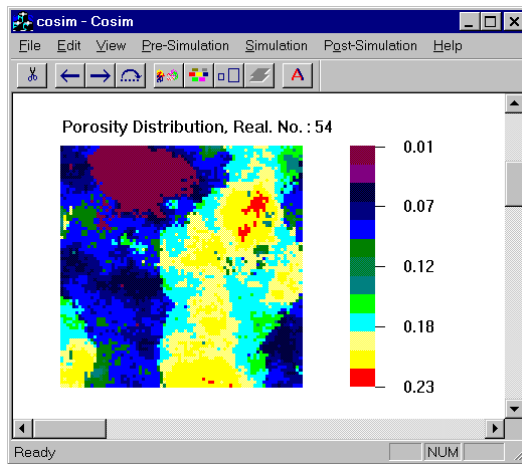 cosim - Cosim
File Edit View Pre-Simulation Simulation Post-Simulation Help
A
Porosity Distribution, Real. No. : 54
0.01
0.07
0.12
0.18
0.23
Ready NUM